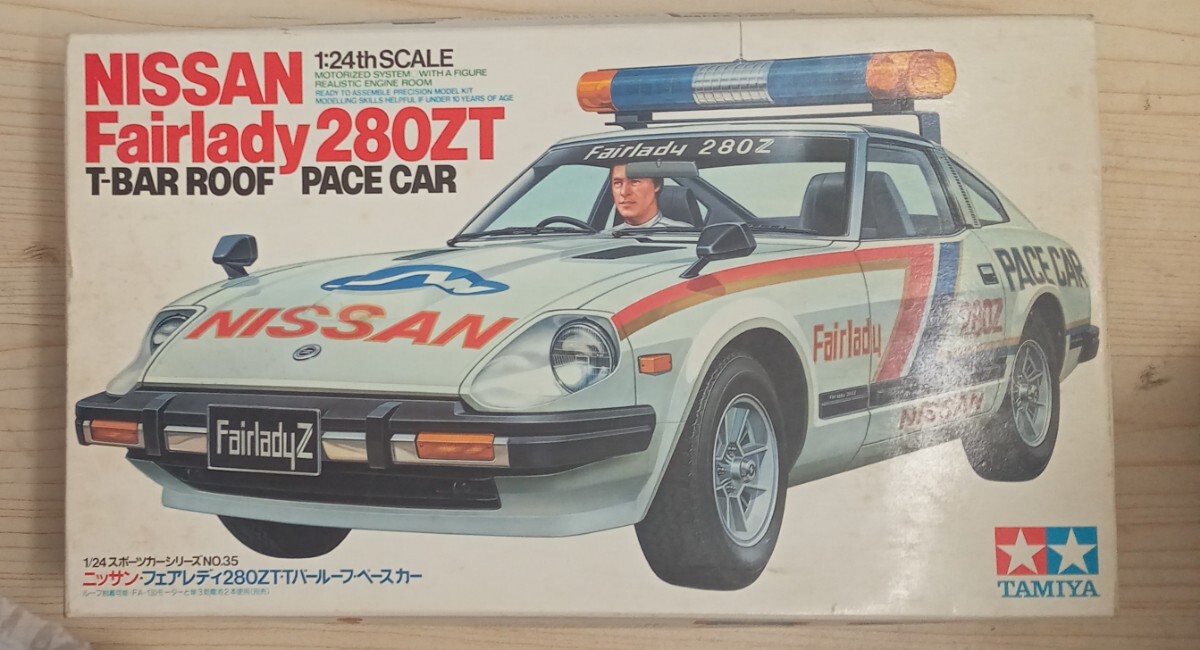 NISSAN
1:24th SCALE
MOTORIZED SYSTEM WITH A FIGURE
REALISTIC ENGINE ROOM
READY TO ASSEMBLE PRECISION MODEL KIT
MODELLING SKILLS HELPFUL IF UNDER 10 YEARS OF AGE
Fairlady 280ZT
T-BAR ROOF PACE CAR
Fairlady 280Z
NISSAN
PACE CAR
280Z
Fairlady
NISSAN
FairladyZ
1/24スポーツカーシリーズNO.35
ニッサン・フェアレディ280ZT・Tバールーフ・ペースカー
TAMIYA